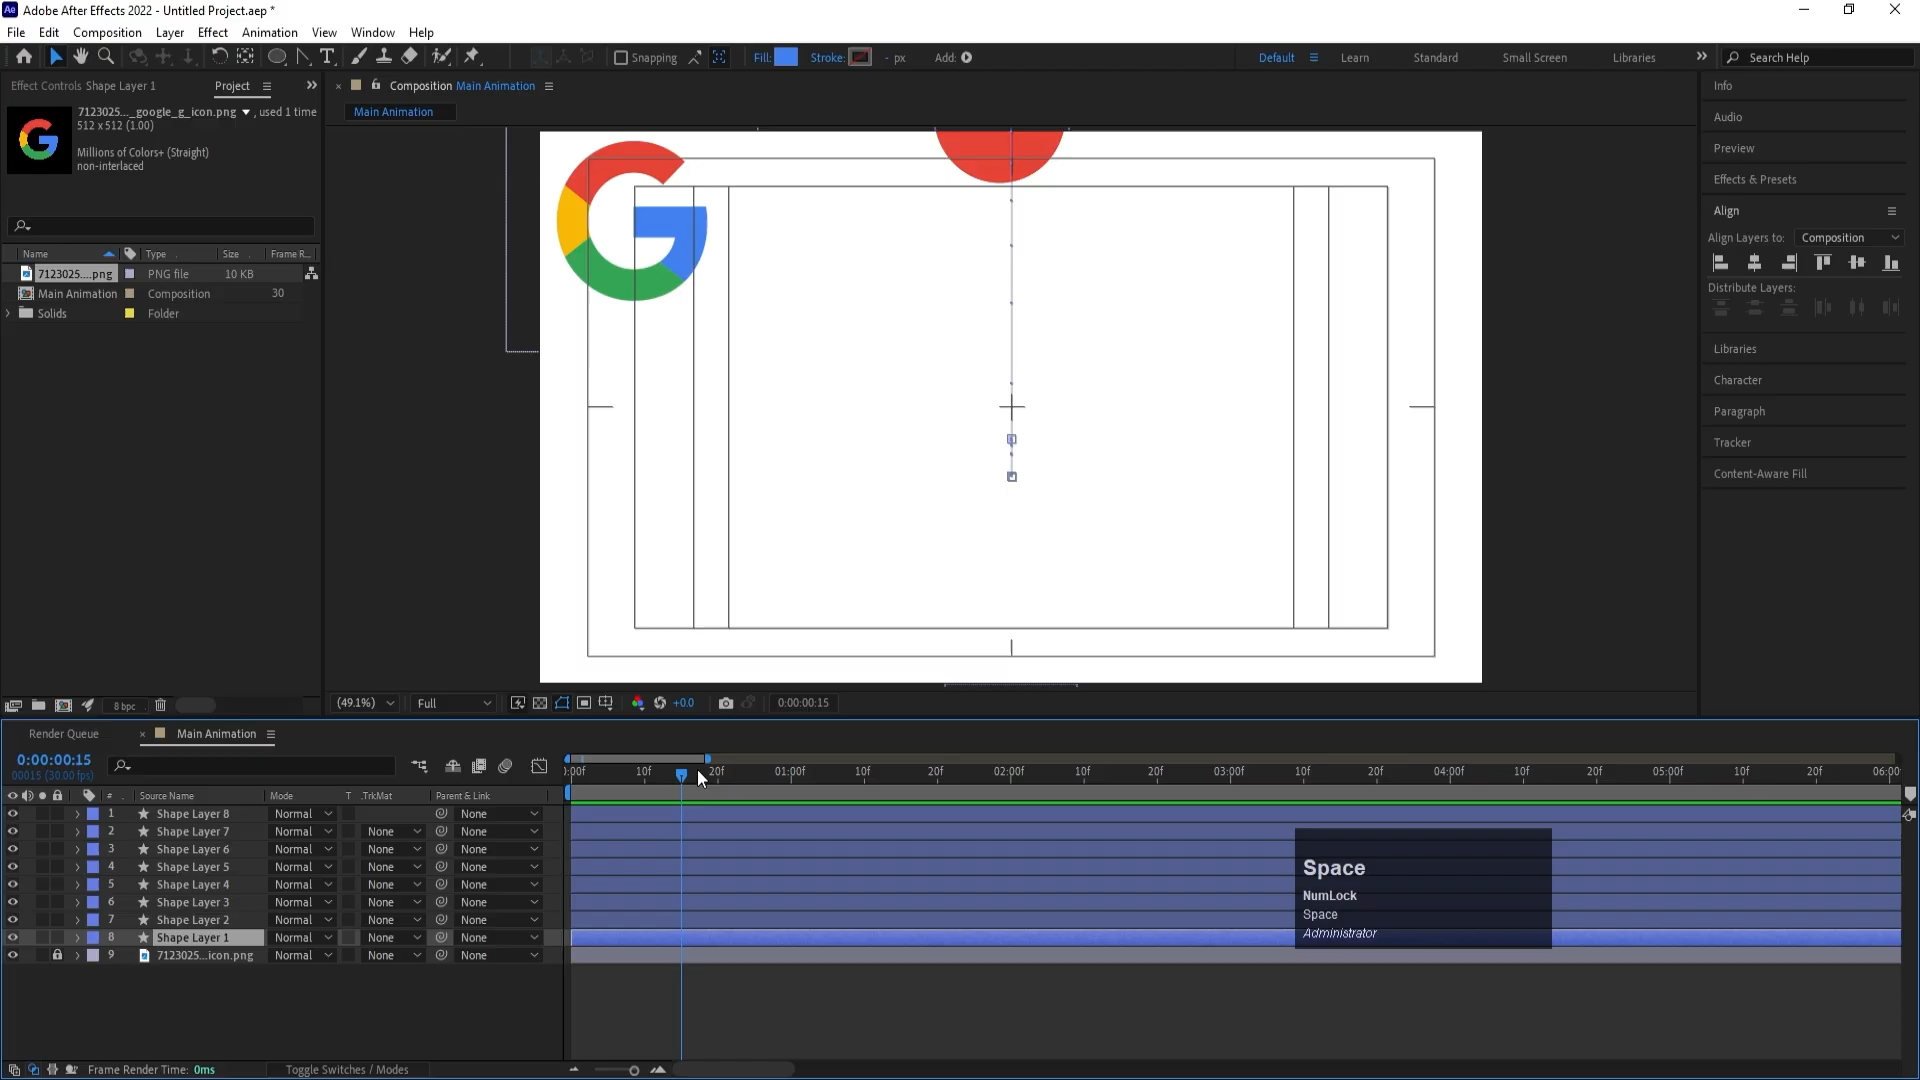 Adobe After Effects 2022 - Untitled Project.aep *
File Edit Composition Layer Effect Animation View Window Help
Snapping Fill: Stroke: - px Add: Default Learn Standard Small Screen Libraries Search Help
Effect Controls Shape Layer 1 Project
Composition Main Animation
Main Animation
7123025..._google_g_icon.png , used 1 time
512 x 512 (1.00)
Millions of Colors+ (Straight)
non-interlaced
Name Type Size Frame R...
7123025....png PNG file 10 KB
Main Animation Composition 30
Solids Folder
8 bpc
(49.1%) Full +0.0 0:00:00:15
Info
Audio
Preview
Effects & Presets
Align
Align Layers to: Composition
Distribute Layers:
Libraries
Character
Paragraph
Tracker
Content-Aware Fill
Render Queue Main Animation
0:00:00:15
00015 (30.00 fps)
):00f 10f 20f 01:00f 10f 20f 02:00f 10f 20f 03:00f 10f 20f 04:00f 10f 20f 05:00f 10f 20f 06:00
# Source Name Mode T .TrkMat Parent & Link
1 Shape Layer 8 Normal None
2 Shape Layer 7 Normal None None
3 Shape Layer 6 Normal None None
4 Shape Layer 5 Normal None None
5 Shape Layer 4 Normal None None
6 Shape Layer 3 Normal None None
7 Shape Layer 2 Normal None None
8 Shape Layer 1 Normal None None
9 7123025...icon.png Normal None None
Space
NumLock
Space
Administrator
Frame Render Time: 0ms Toggle Switches / Modes